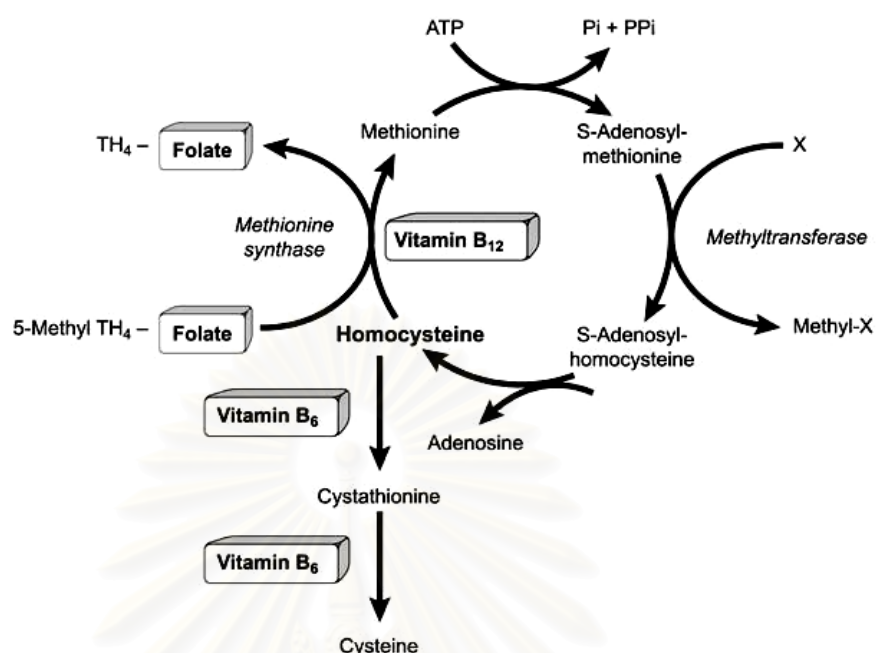 ATP
Pi + PPi
TH₄ – Folate
Methionine
S-Adenosyl-
methionine
X
Methionine
synthase
Vitamin B₁₂
Methyltransferase
5-Methyl TH₄ – Folate
Homocysteine
S-Adenosyl-
homocysteine
Methyl-X
Vitamin B₆
Adenosine
Cystathionine
Vitamin B₆
Cysteine